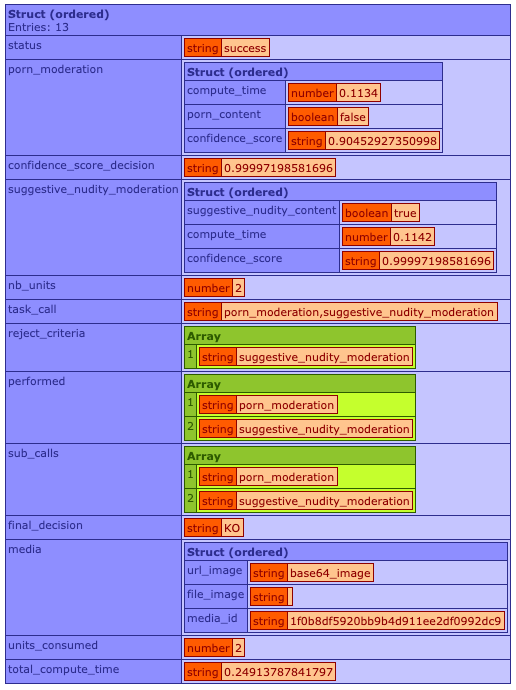 Struct (ordered)
Entries: 13
status string success
porn_moderation Struct (ordered)
compute_time number 0.1134
porn_content boolean false
confidence_score string 0.90452927350998
confidence_score_decision string 0.99997198581696
suggestive_nudity_moderation Struct (ordered)
suggestive_nudity_content boolean true
compute_time number 0.1142
confidence_score string 0.99997198581696
nb_units number 2
task_call string porn_moderation,suggestive_nudity_moderation
reject_criteria Array
1 string suggestive_nudity_moderation
performed Array
1 string porn_moderation
2 string suggestive_nudity_moderation
sub_calls Array
1 string porn_moderation
2 string suggestive_nudity_moderation
final_decision string KO
media Struct (ordered)
url_image string base64_image
file_image string
media_id string 1f0b8df5920bb9b4d911ee2df0992dc9
units_consumed number 2
total_compute_time string 0.24913787841797